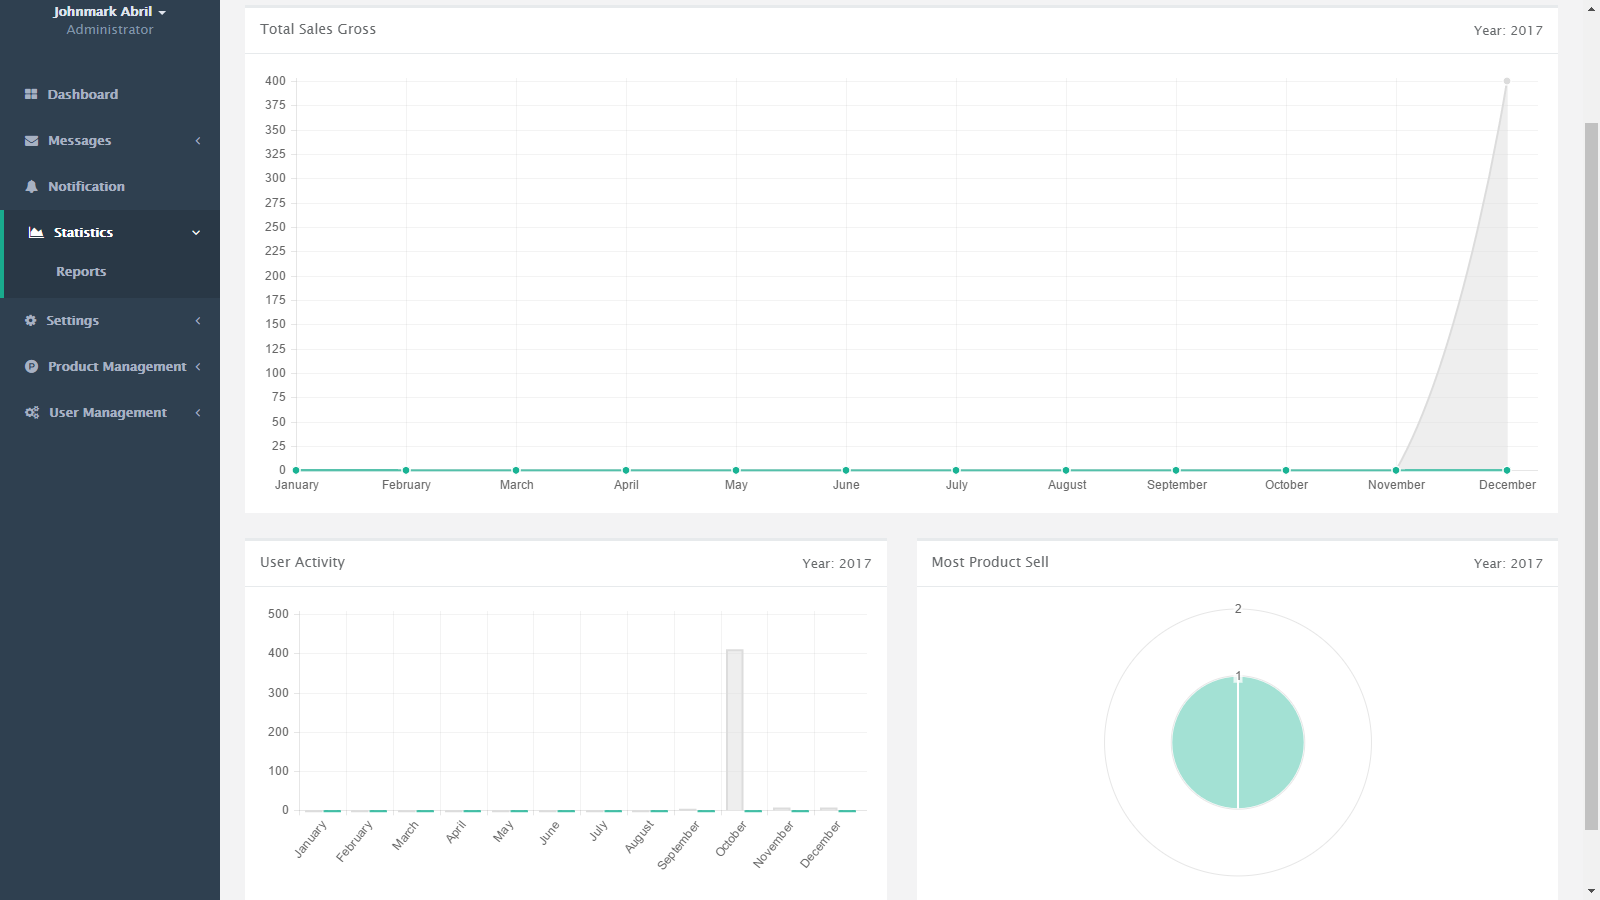 Johnmark Abril
Administrator
Dashboard
Messages
Notification
Statistics
Reports
Settings
Product Management
User Management
Total Sales Gross
Year: 2017
400
375
350
325
300
275
250
225
200
175
150
125
100
75
50
25
0
January February March April May June July August September October November December
User Activity
Year: 2017
500
400
300
200
100
0
January February March April May June July August September October November December
Most Product Sell
Year: 2017
2
1